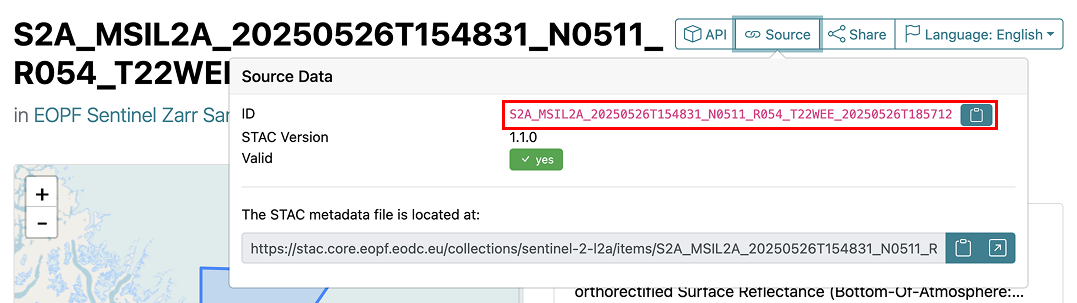 S2A_MSIL2A_20250526T154831_N0511_
R054_T22WEE
API
Source
Share
Language: English
Source Data
in EOPF Sentinel Zarr Sar
ID
S2A_MSIL2A_20250526T154831_N0511_R054_T22WEE_20250526T185712
STAC Version
1.1.0
Valid
yes
+
−
The STAC metadata file is located at:
https://stac.core.eopf.eodc.eu/collections/sentinel-2-l2a/items/S2A_MSIL2A_20250526T154831_N0511_R
orthorectified Surface Reflectance (Bottom-Of-Atmosphere:...